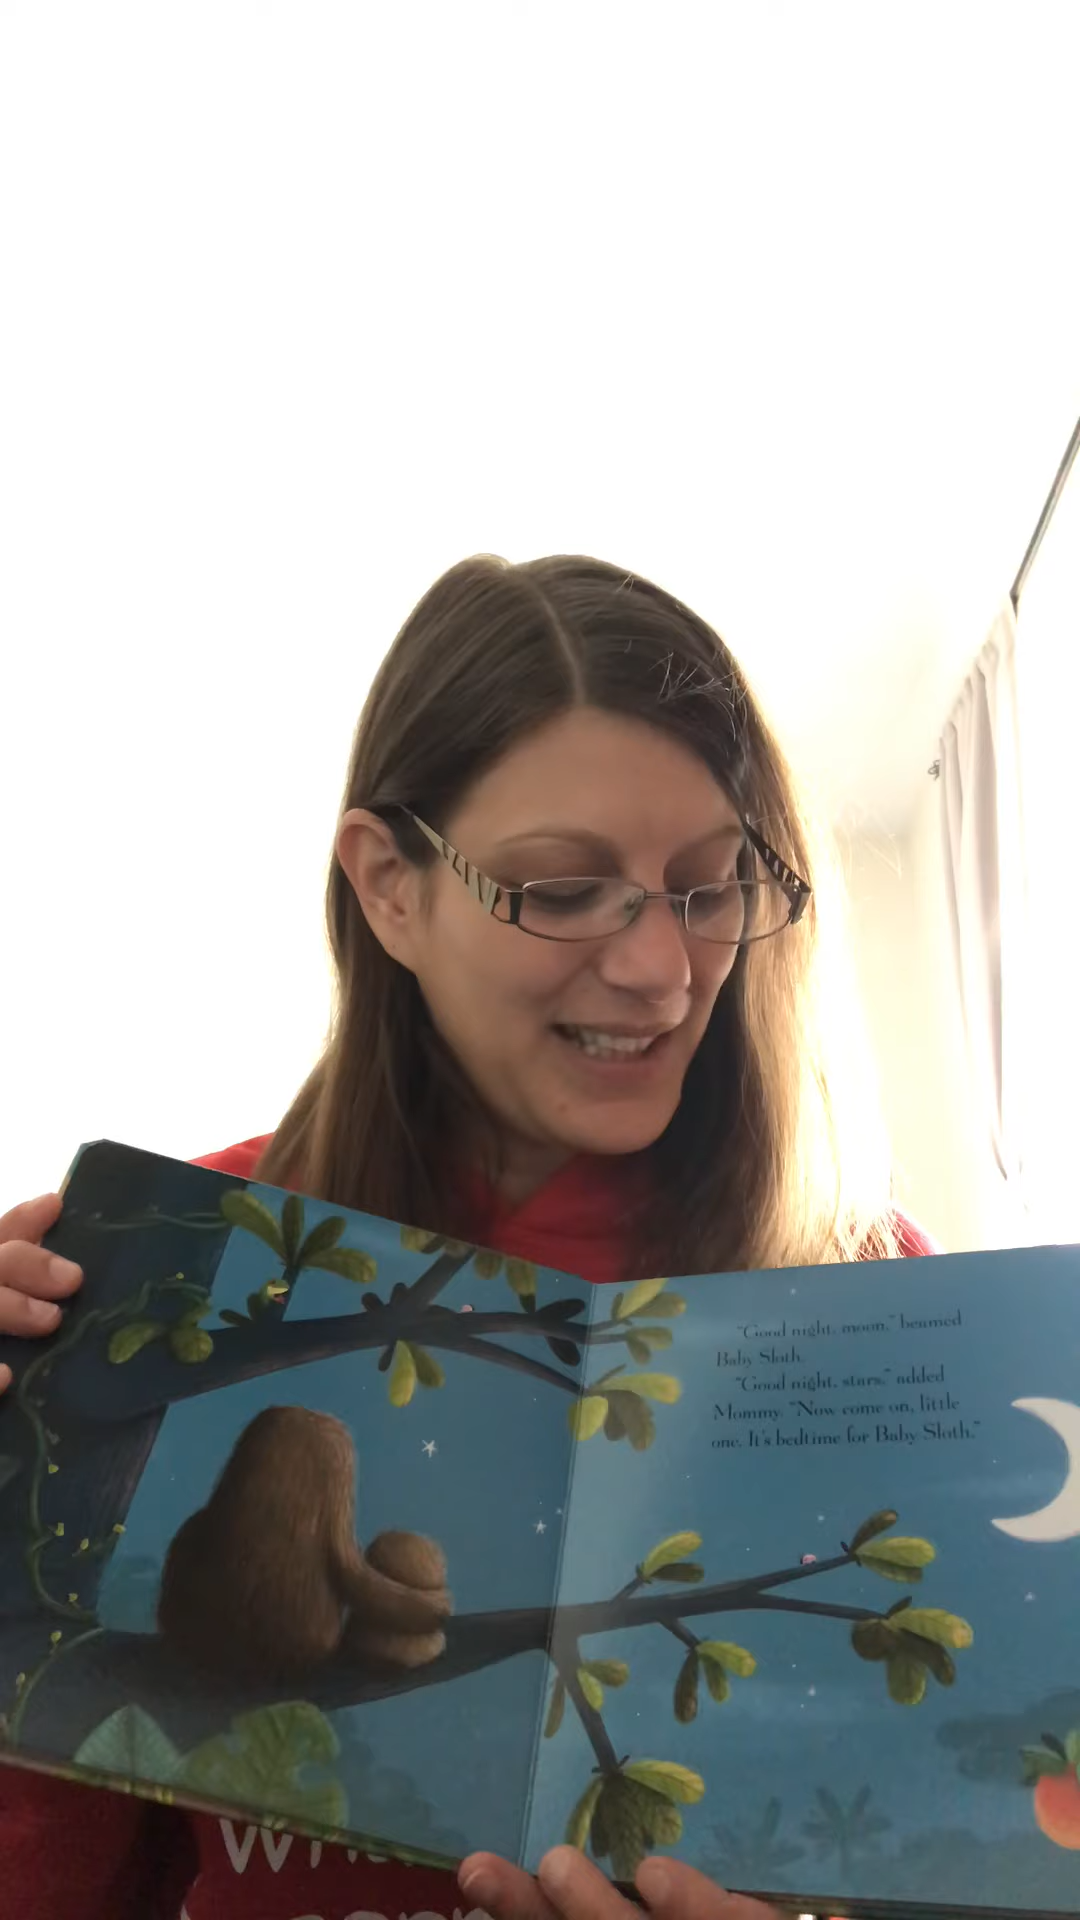 "Good night, moon," beamed
Baby Sloth.
"Good night, stars," added
Mommy. "Now come on, little
one. It's bedtime for Baby Sloth."